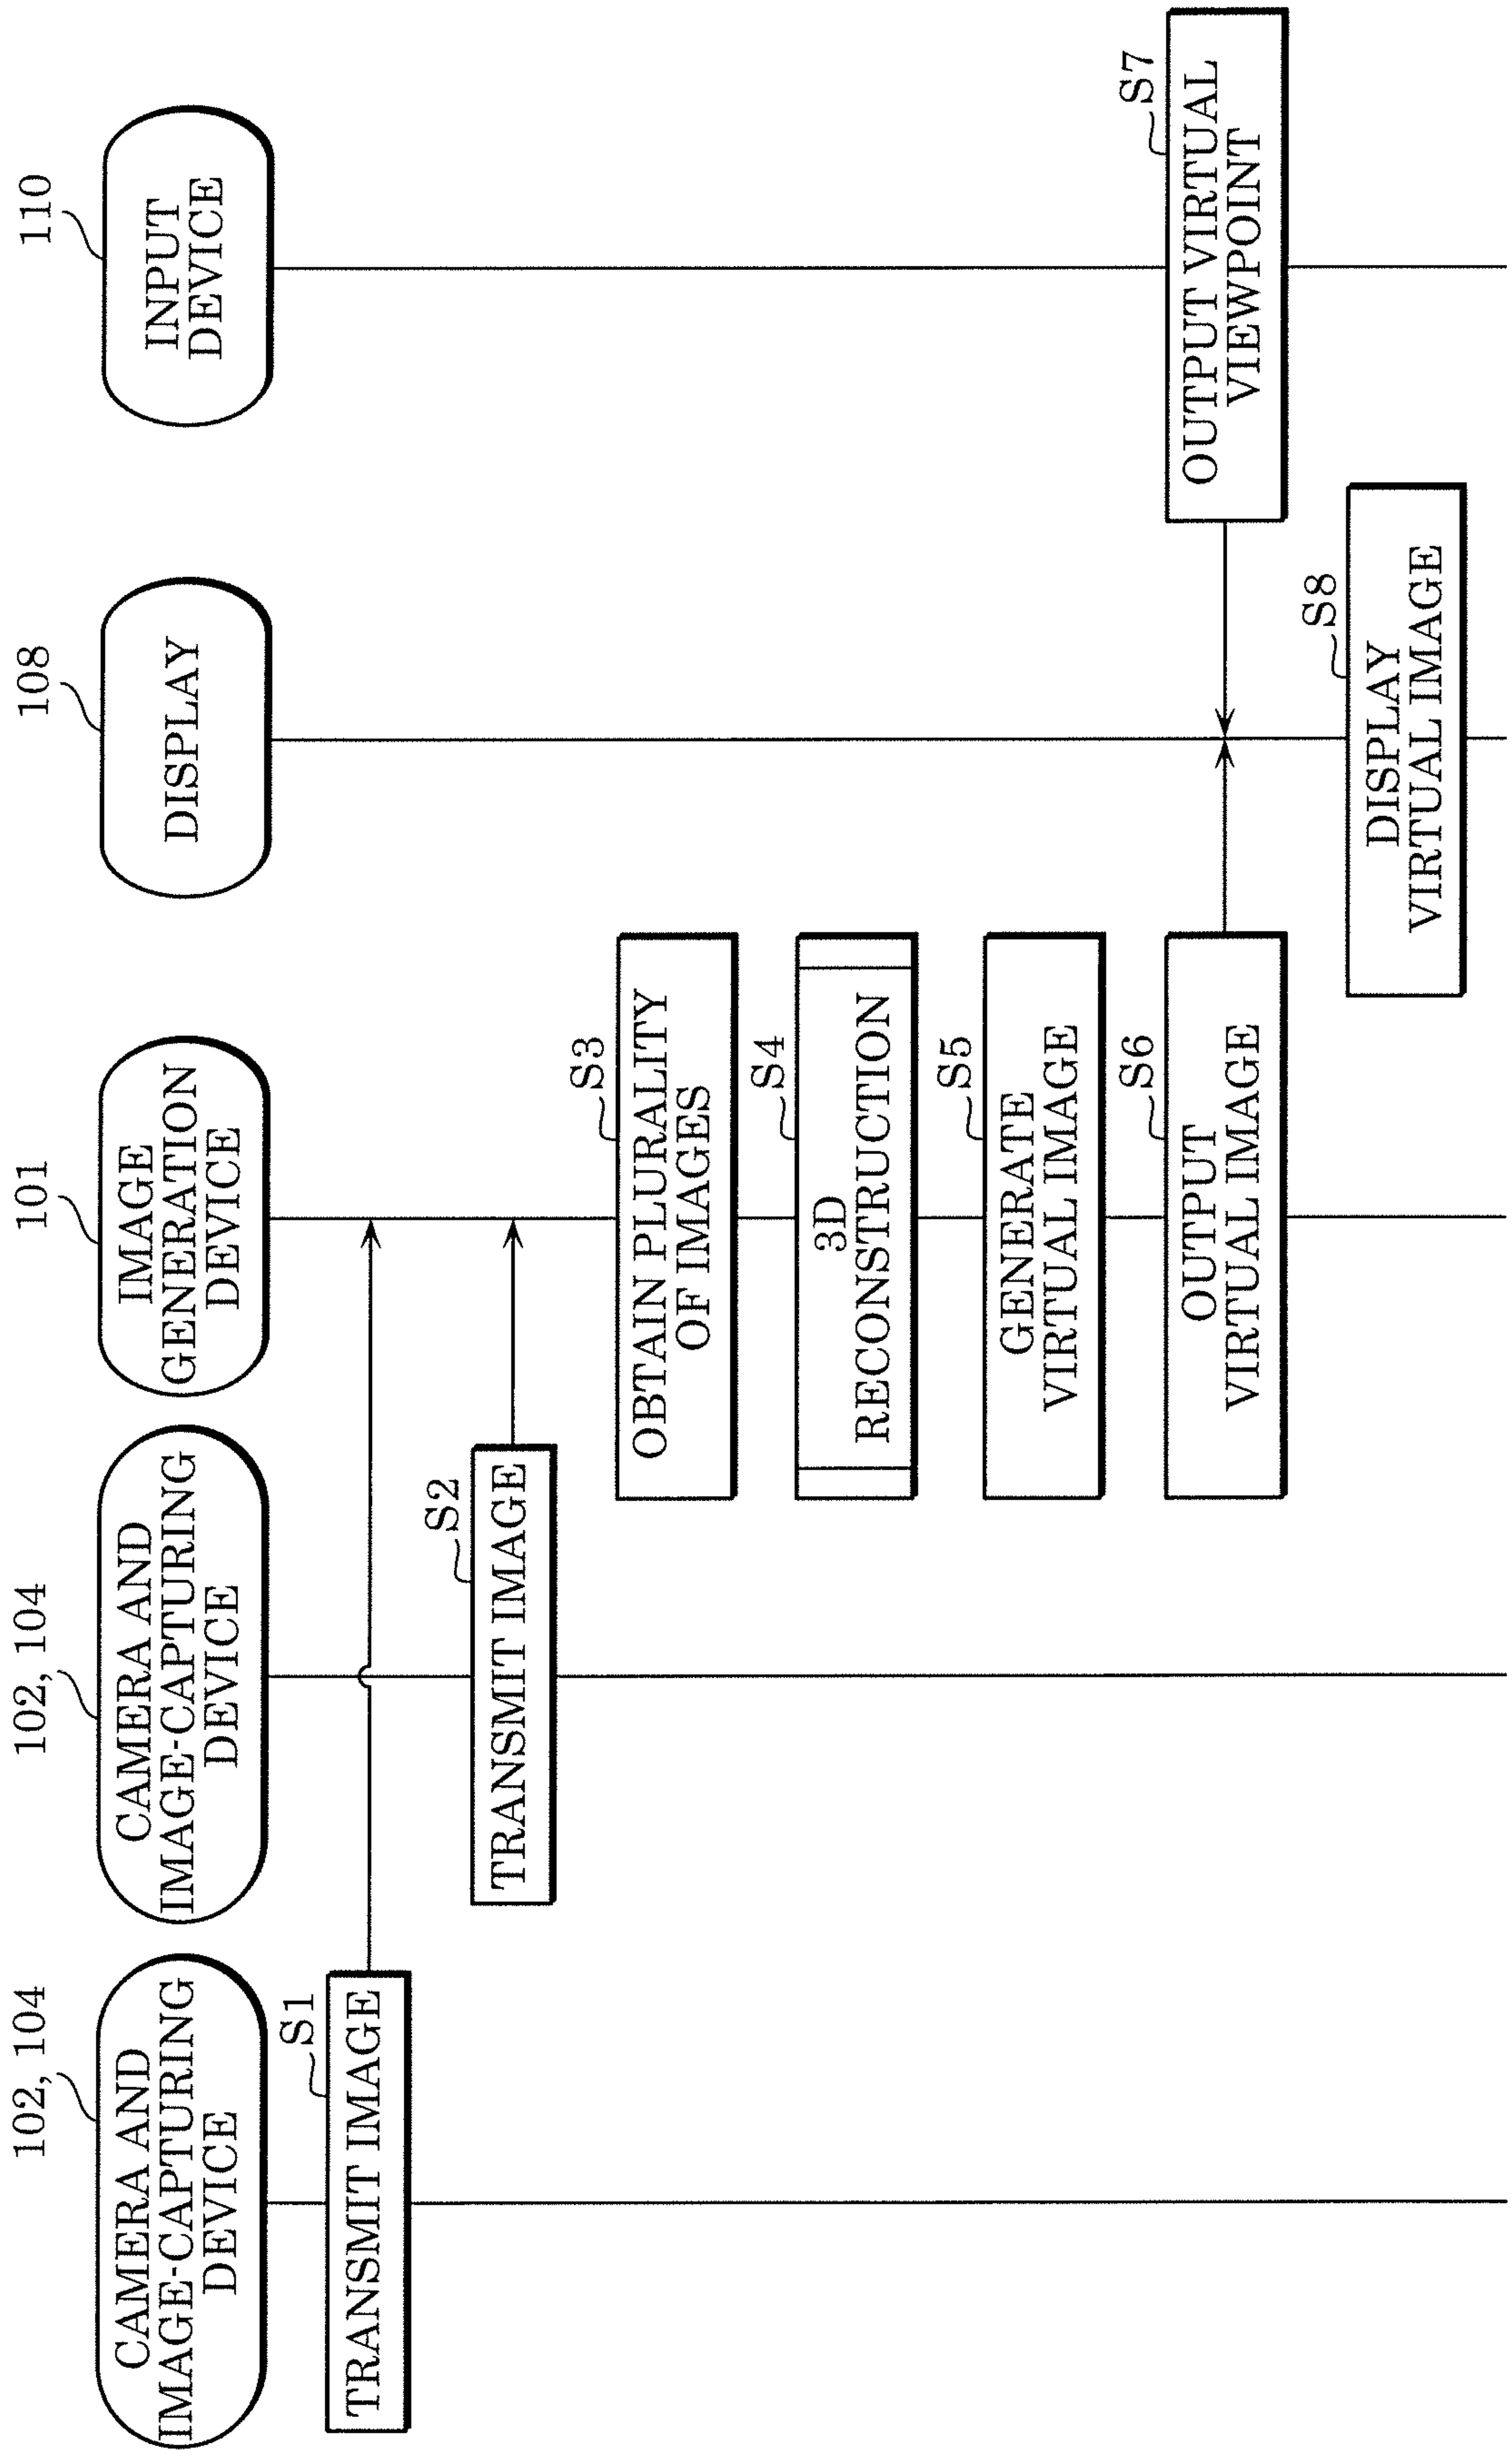 102, 104
CAMERA AND
IMAGE-CAPTURING
DEVICE
102, 104
CAMERA AND
IMAGE-CAPTURING
DEVICE
101
IMAGE
GENERATION
DEVICE
108
DISPLAY
110
INPUT
DEVICE
S1
TRANSMIT IMAGE
S2
TRANSMIT IMAGE
S3
OBTAIN PLURALITY
OF IMAGES
S4
3D
RECONSTRUCTION
S5
GENERATE
VIRTUAL IMAGE
S6
OUTPUT
VIRTUAL IMAGE
S7
OUTPUT VIRTUAL
VIEWPOINT
S8
DISPLAY
VIRTUAL IMAGE